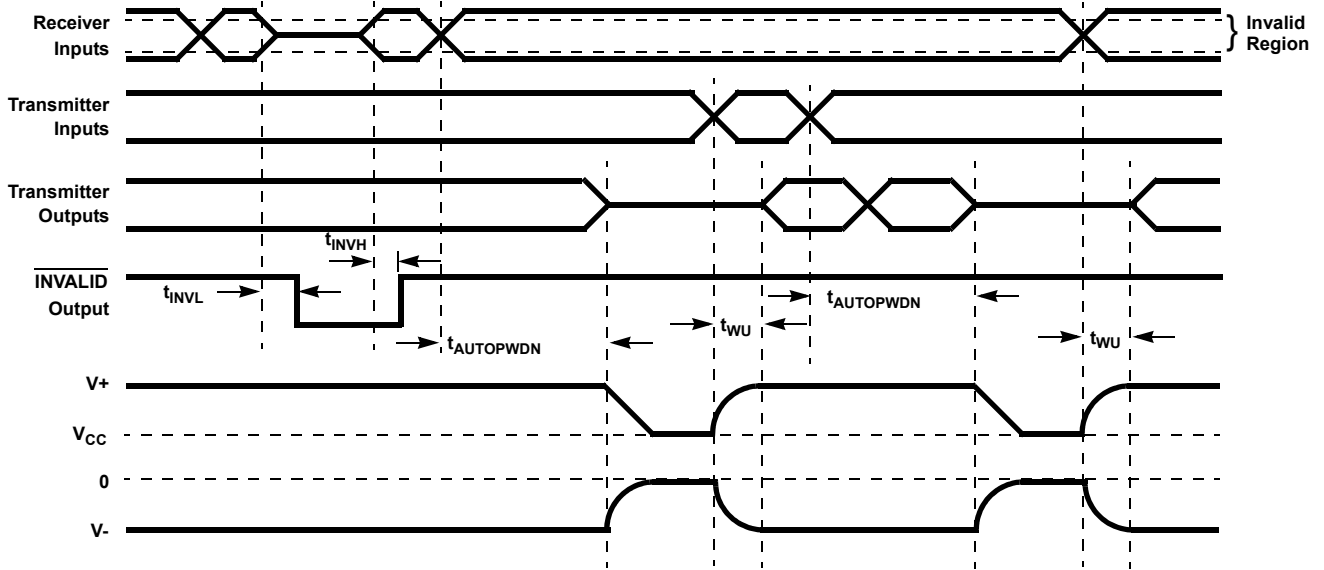 Receiver
Inputs
} Invalid
Region
Transmitter
Inputs
Transmitter
Outputs
tINVH
INVALID
Output
tINVL
tAUTOPWDN
tWU
tAUTOPWDN
tWU
V+
VCC
0
V-